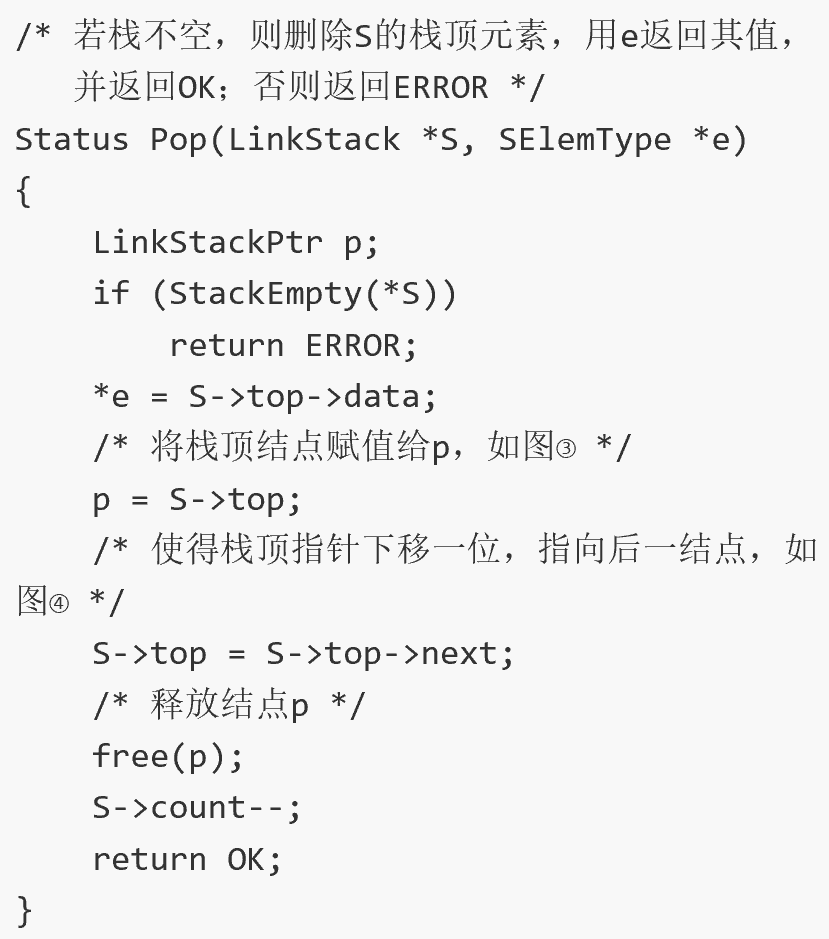 /* 若栈不空，则删除S的栈顶元素，用e返回其值，
   并返回OK；否则返回ERROR */
Status Pop(LinkStack *S, SElemType *e)
{
    LinkStackPtr p;
    if (StackEmpty(*S))
        return ERROR;
    *e = S->top->data;
    /* 将栈顶结点赋值给p，如图③ */
    p = S->top;
    /* 使得栈顶指针下移一位，指向后一结点，如
图④ */
    S->top = S->top->next;
    /* 释放结点p */
    free(p);
    S->count--;
    return OK;
}